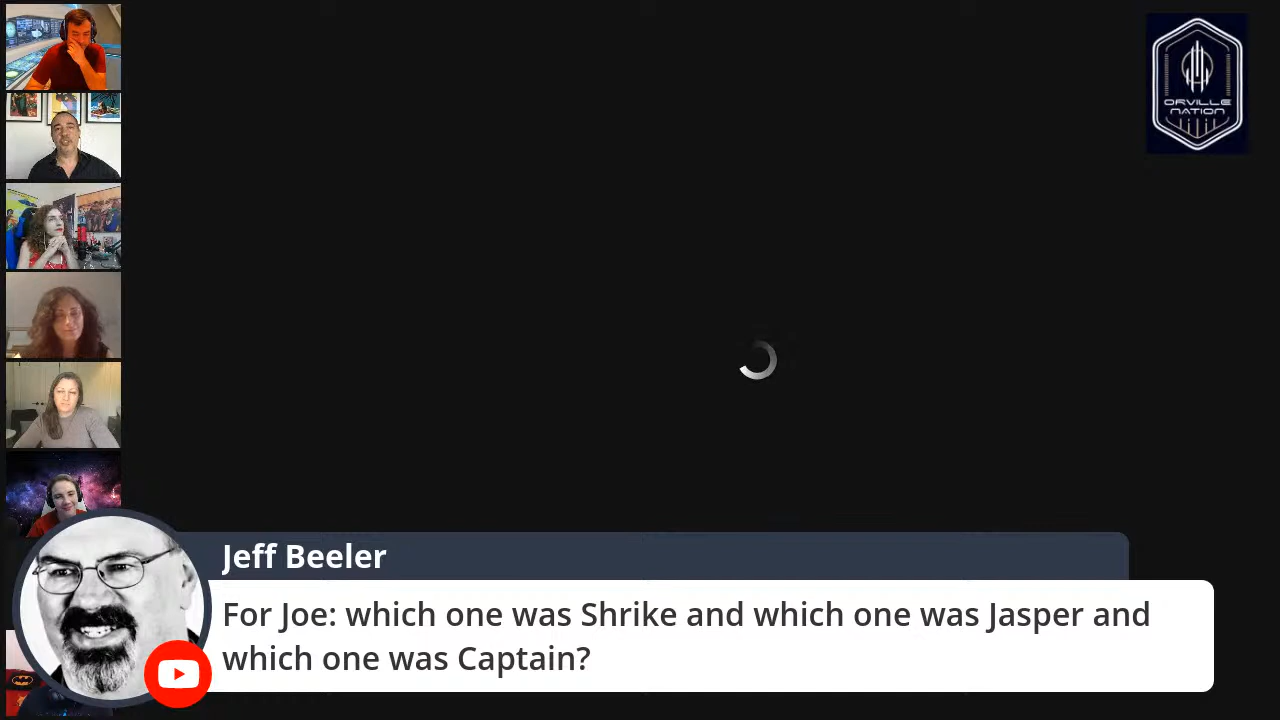 ORVILLE
NATION
Jeff Beeler
For Joe: which one was Shrike and which one was Jasper and
which one was Captain?